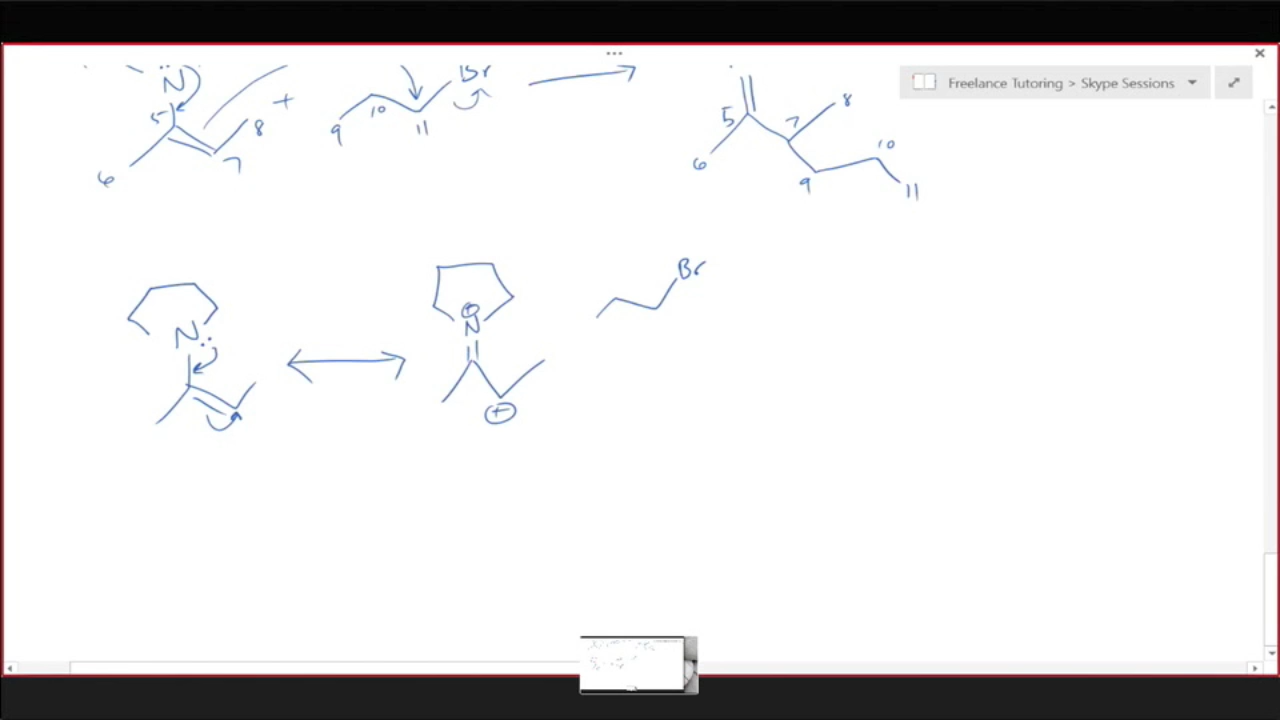 N Br
Freelance Tutoring > Skype Sessions
5 + 10 8
8 9 11 5 7
6 7 6 10
9 11
Br
N N
+